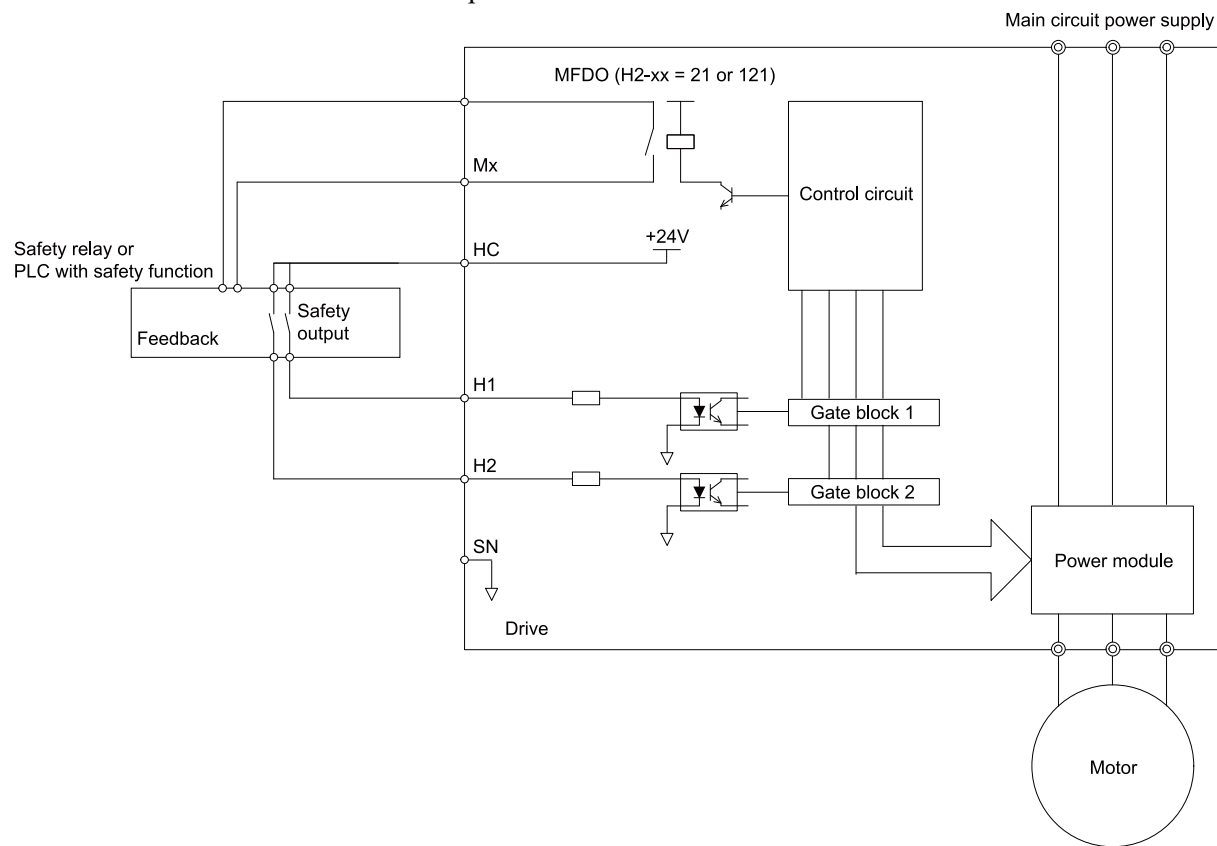 Main circuit power supply
MFDO (H2-xx = 21 or 121)
Mx
Control circuit
+24V
HC
Safety relay or
PLC with safety function
Safety
output
Feedback
H1
Gate block 1
H2
Gate block 2
SN
Power module
Drive
Motor